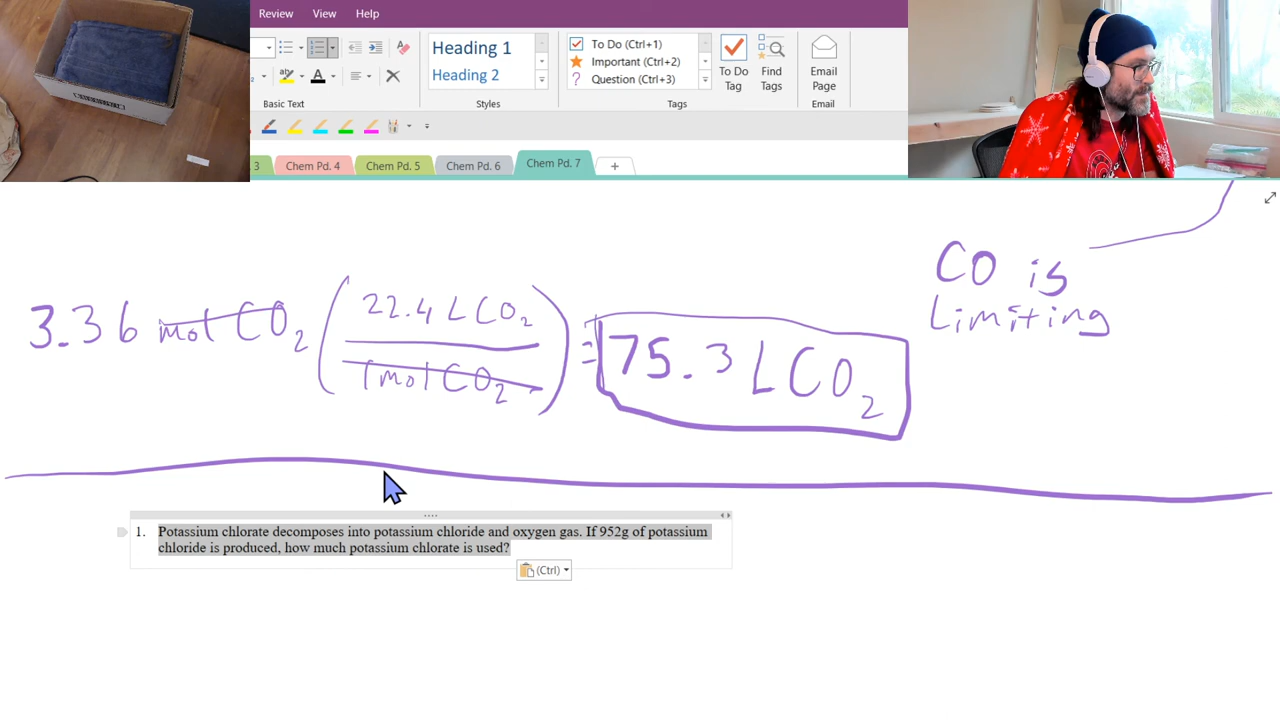 Review View Help
Heading 1
Heading 2
To Do (Ctrl+1)
Important (Ctrl+2)
Question (Ctrl+3)
To Do
Tag
Find
Tags
Email
Page
Basic Text
Styles
Tags
Email
3 Chem Pd. 4 Chem Pd. 5 Chem Pd. 6 Chem Pd. 7 +
CO is
Limiting
3.36 mol CO2 (22.4 L CO2 / 1 mol CO2) = 75.3 L CO2
1. Potassium chlorate decomposes into potassium chloride and oxygen gas. If 952g of potassium
chloride is produced, how much potassium chlorate is used?
(Ctrl)